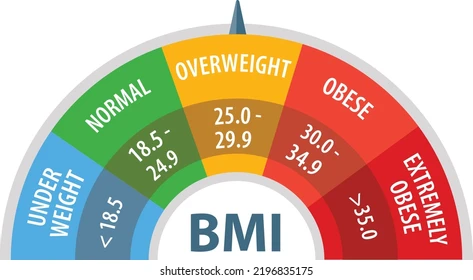 UNDER
WEIGHT
< 18.5
NORMAL
18.5 -
24.9
OVERWEIGHT
25.0 -
29.9
OBESE
30.0 -
34.9
EXTREMELY
OBESE
>35.0
BMI
shutterstock.com · 2196835175